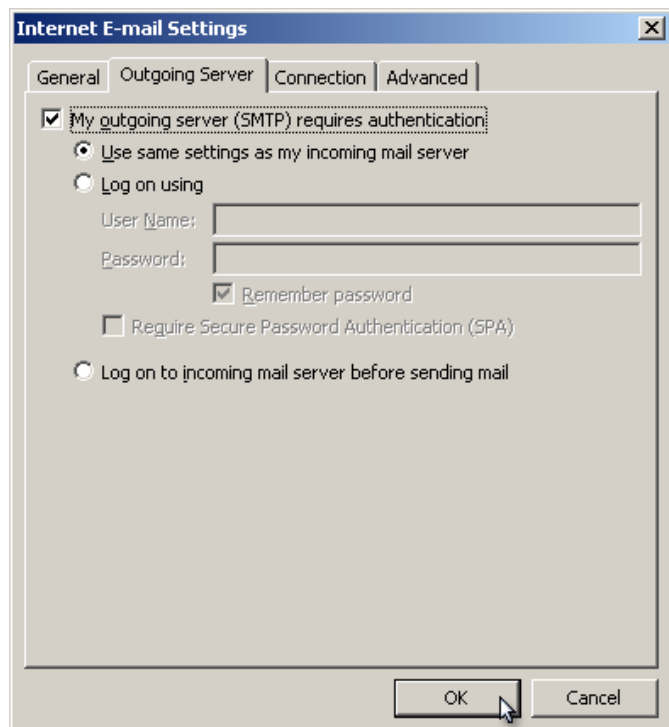 Internet E-mail Settings
General Outgoing Server Connection Advanced
My outgoing server (SMTP) requires authentication
Use same settings as my incoming mail server
Log on using
User Name:
Password:
Remember password
Require Secure Password Authentication (SPA)
Log on to incoming mail server before sending mail
OK Cancel